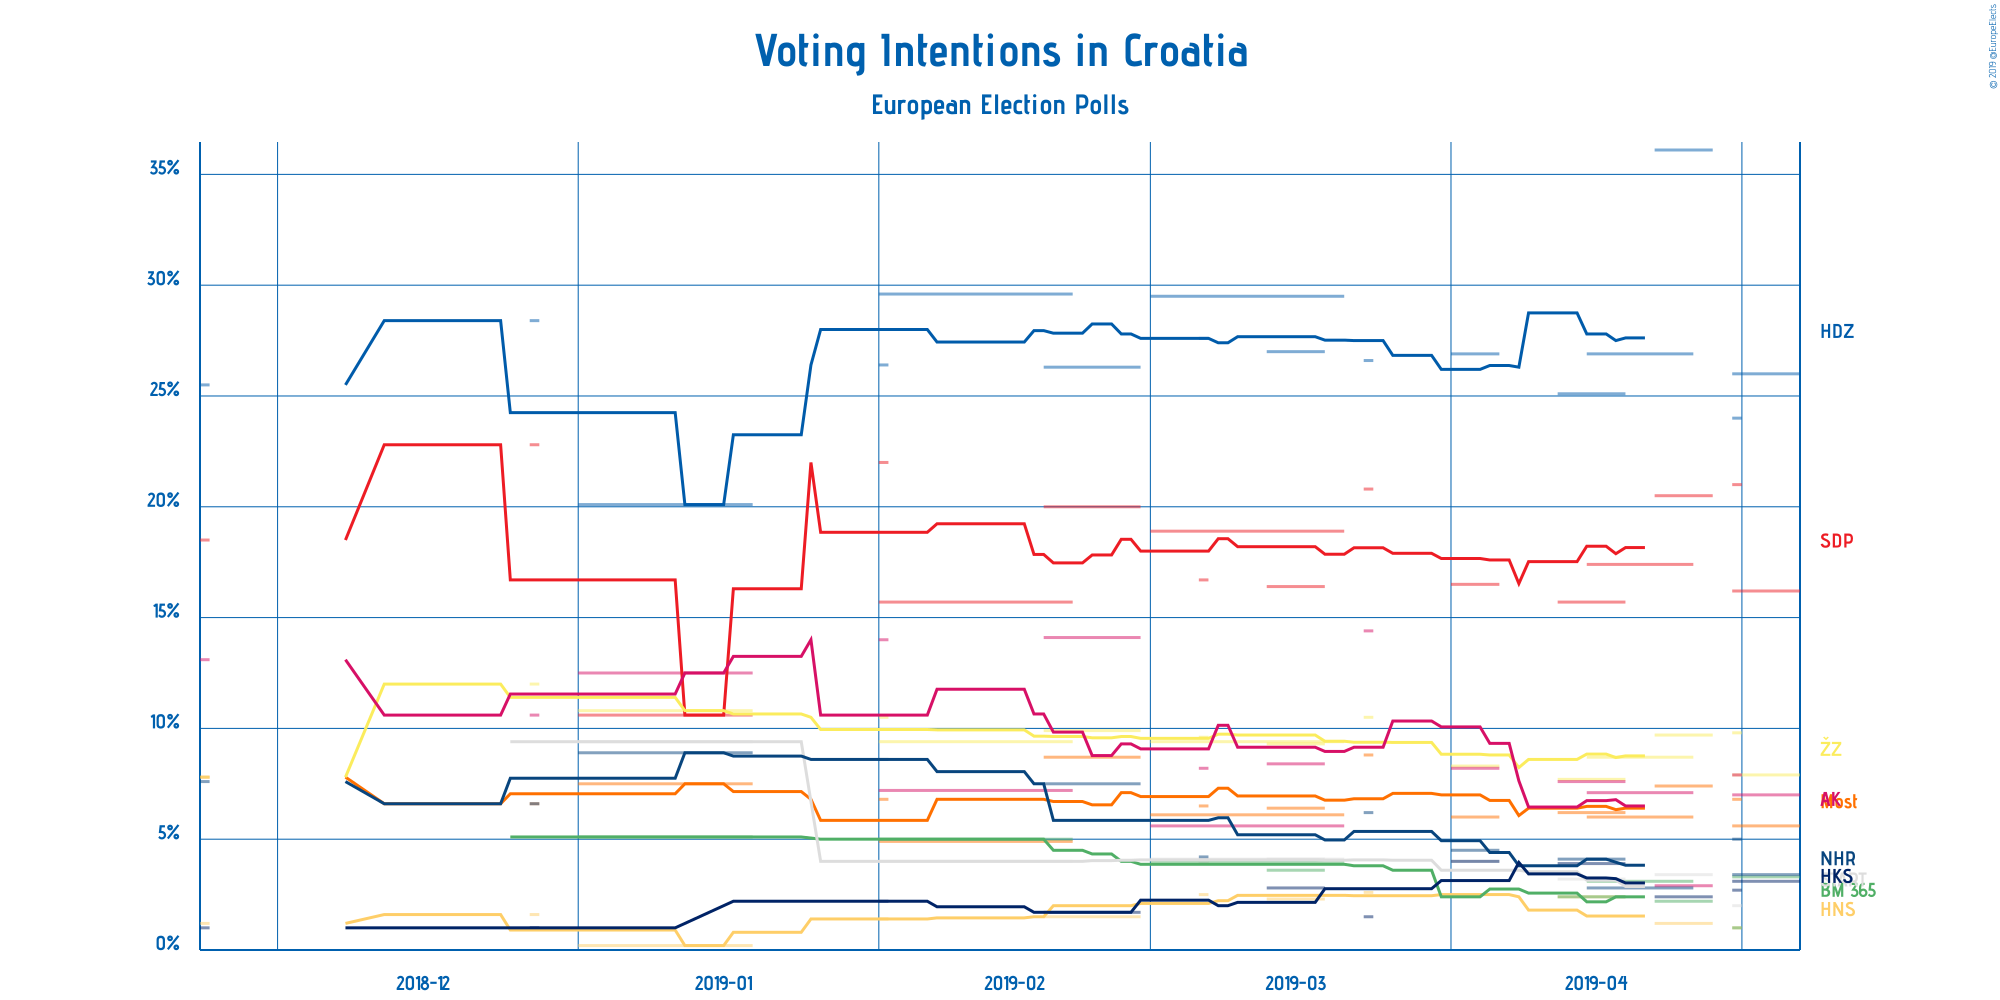 © 2019 @EuropeElects
Voting Intentions in Croatia
European Election Polls
35%
30%
25%
20%
15%
10%
5%
0%
HDZ
SDP
ŽZ
AK
Most
NHR
HKS
BM 365
HNS
2018-12
2019-01
2019-02
2019-03
2019-04